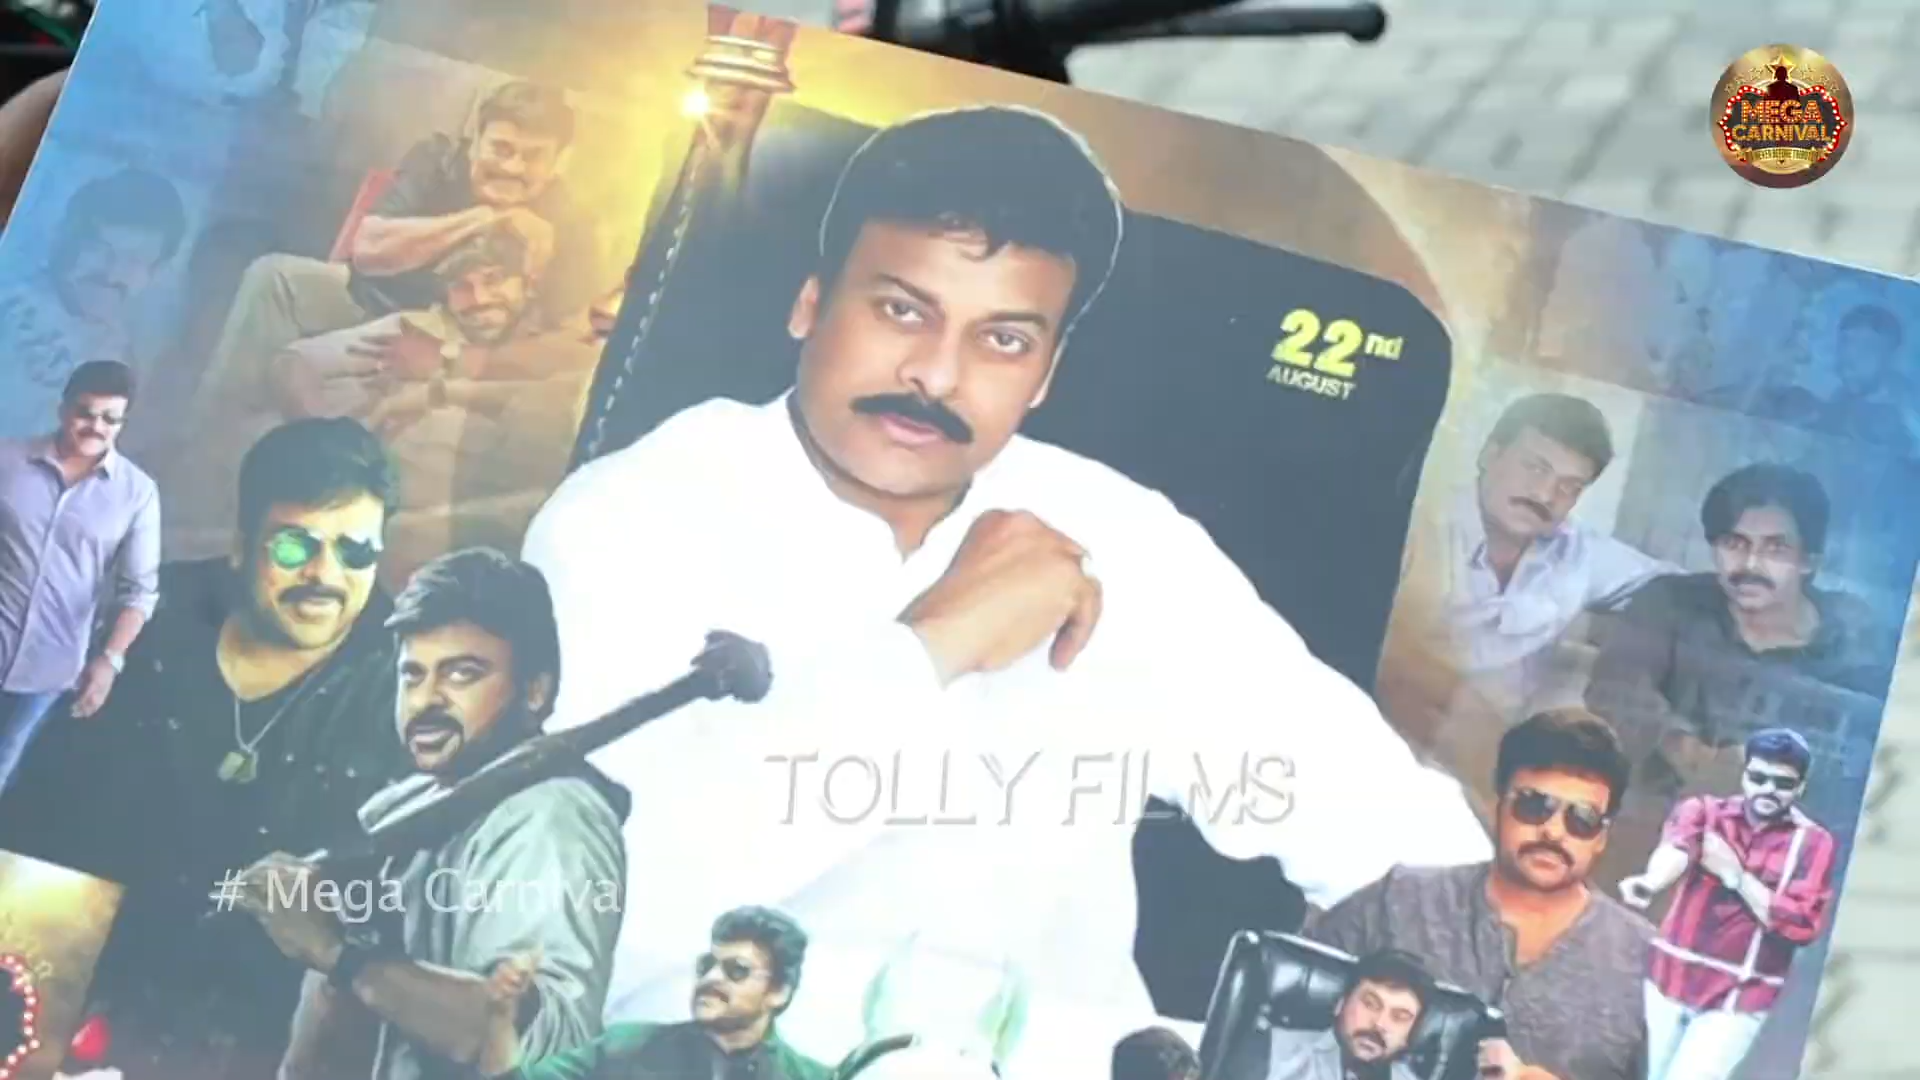 MEGA
CARNIVAL
22nd
AUGUST
TOLLY FILMS
# Mega Carniva